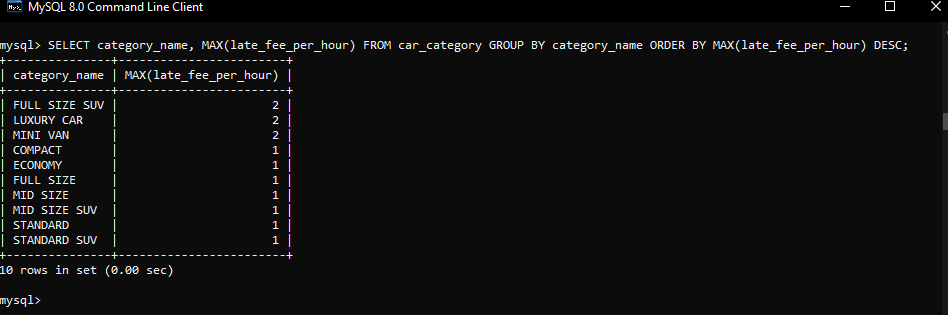 MySQL 8.0 Command Line Client
mysql> SELECT category_name, MAX(late_fee_per_hour) FROM car_category GROUP BY category_name ORDER BY MAX(late_fee_per_hour) DESC;
+---------------+------------------------+
| category_name | MAX(late_fee_per_hour) |
+---------------+------------------------+
| FULL SIZE SUV |                      2 |
| LUXURY CAR    |                      2 |
| MINI VAN      |                      2 |
| COMPACT       |                      1 |
| ECONOMY       |                      1 |
| FULL SIZE     |                      1 |
| MID SIZE      |                      1 |
| MID SIZE SUV  |                      1 |
| STANDARD      |                      1 |
| STANDARD SUV  |                      1 |
+---------------+------------------------+
10 rows in set (0.00 sec)
mysql>